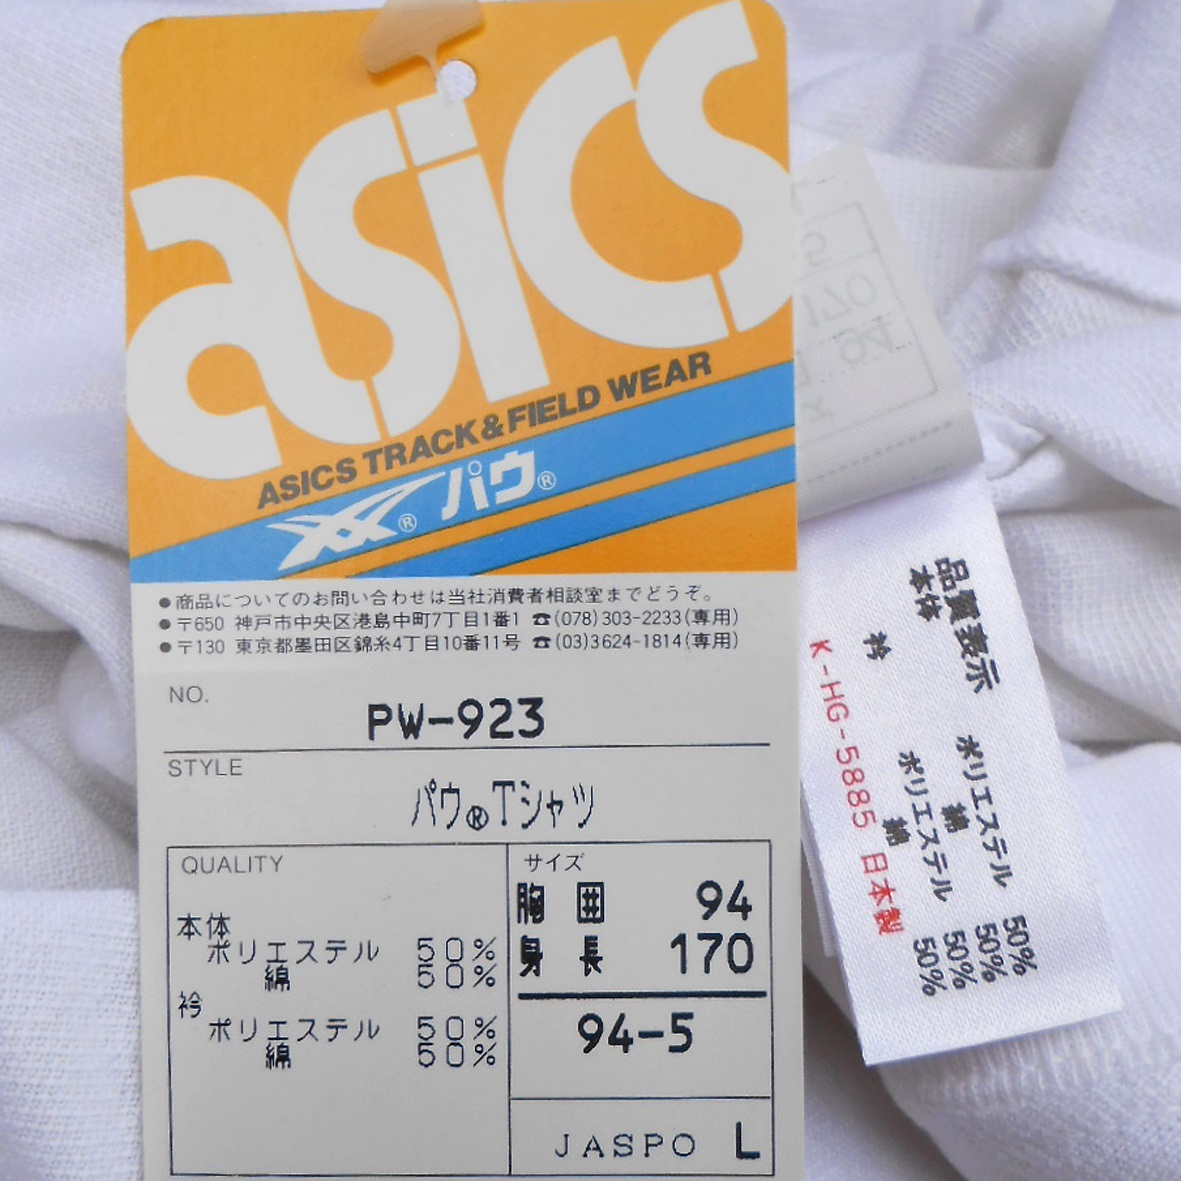 asics
ASICS TRACK & FIELD WEAR
® パウ®
●商品についてのお問い合わせは当社消費者相談室までどうぞ。
●〒650 神戸市中央区港島中町7丁目1番1 ☎(078)303-2233(専用)
●〒130 東京都墨田区錦糸4丁目10番11号 ☎(03)3624-1814(専用)
NO.
PW-923
STYLE
パウ®Tシャツ
QUALITY
本体
ポリエステル 50%
綿 50%
衿
ポリエステル 50%
綿 50%
サイズ
胸囲 94
身長 170
94-5
JASPO L
品質表示
本体 ポリエステル 50%
綿 50%
衿 ポリエステル 50%
綿 50%
K-HG-5885 日本製
170
94